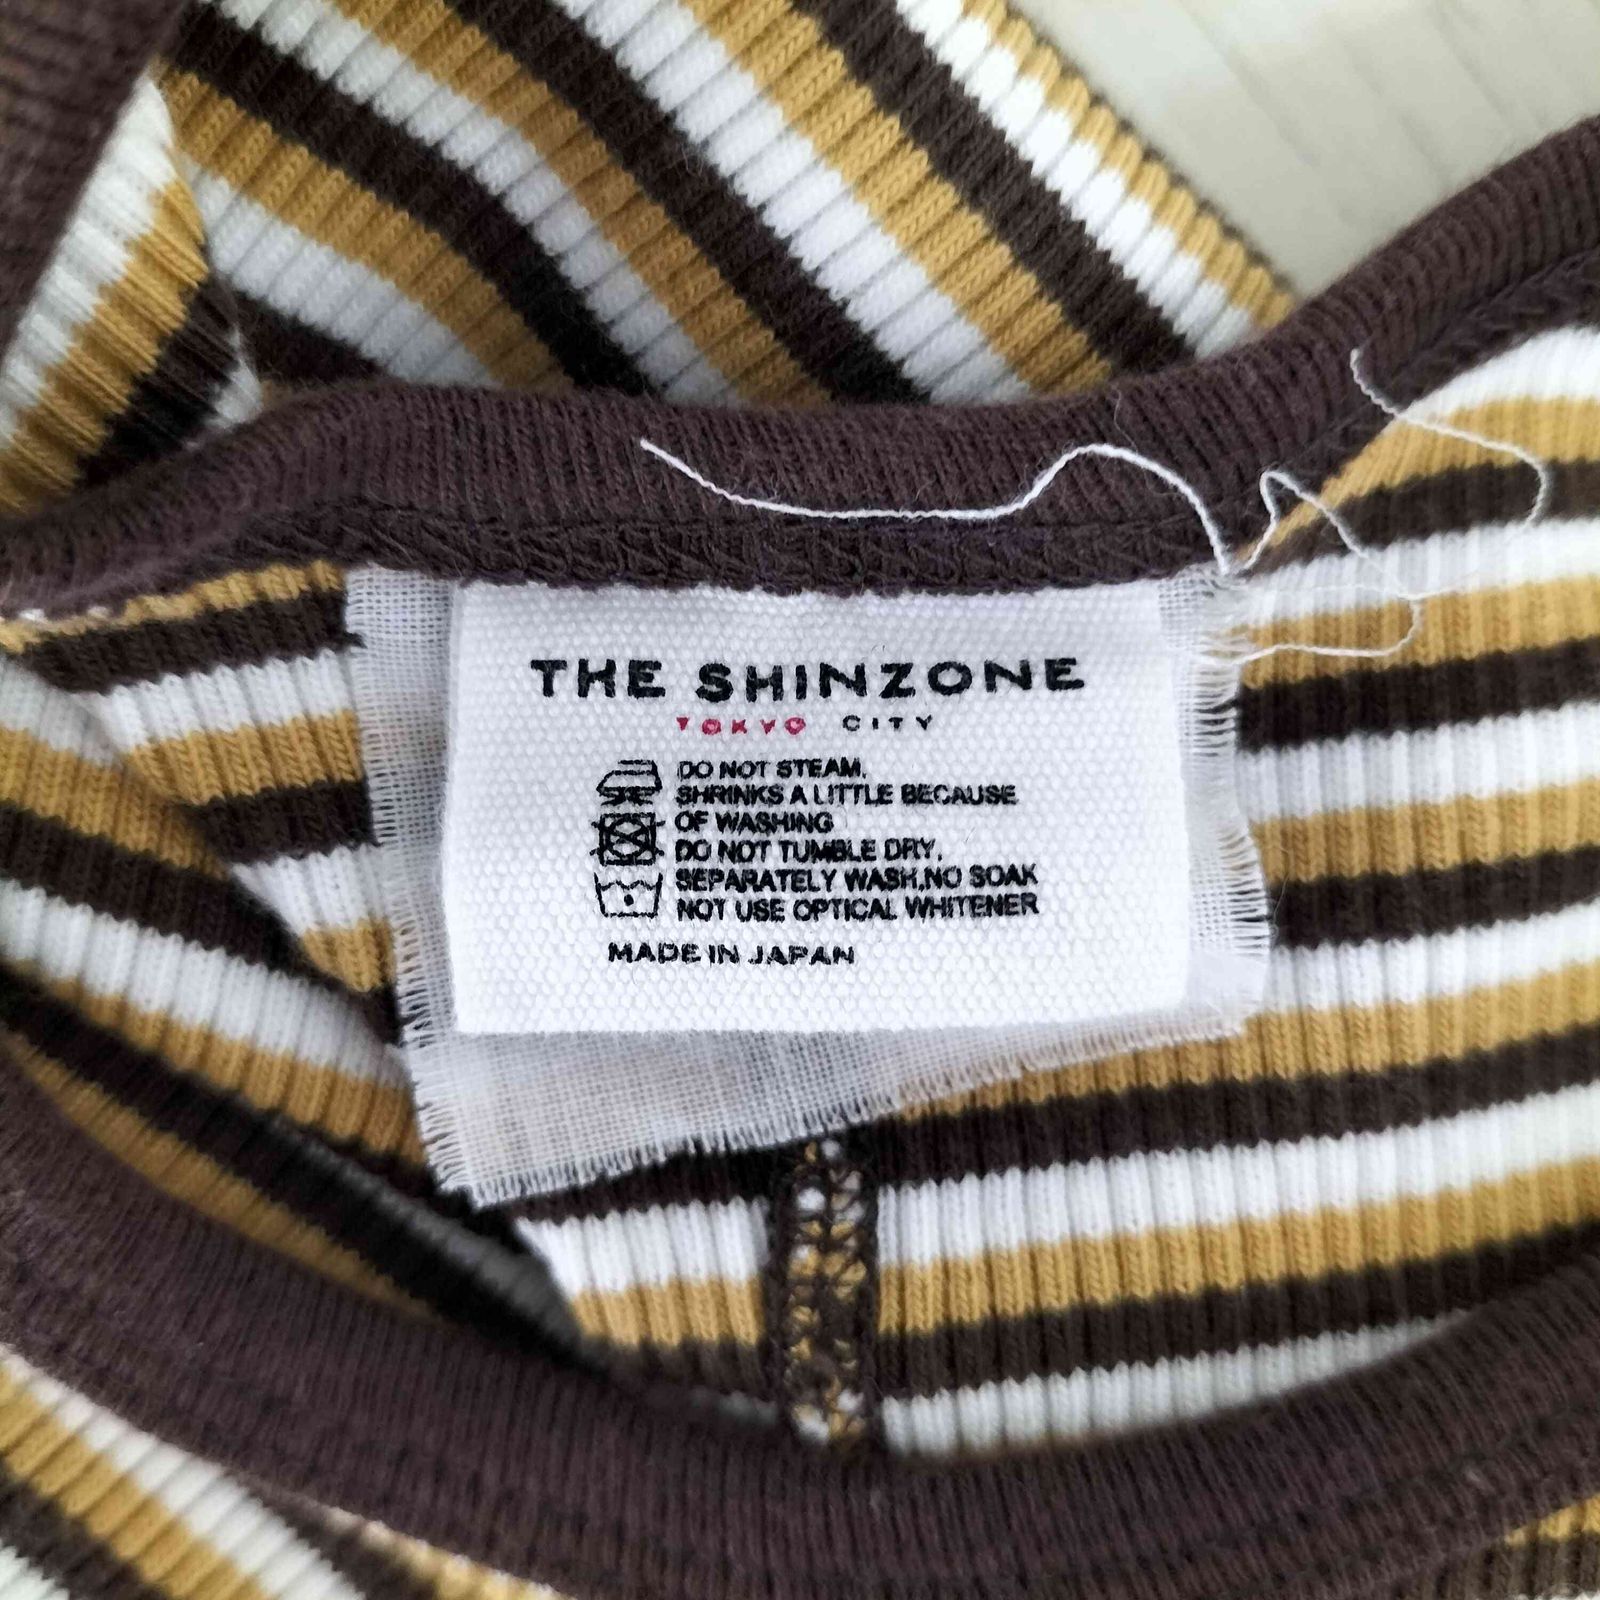 THE SHINZONE
TOKYO CITY
DO NOT STEAM,
SHRINKS A LITTLE BECAUSE
OF WASHING
DO NOT TUMBLE DRY,
SEPARATELY WASH,NO SOAK
NOT USE OPTICAL WHITENER
MADE IN JAPAN